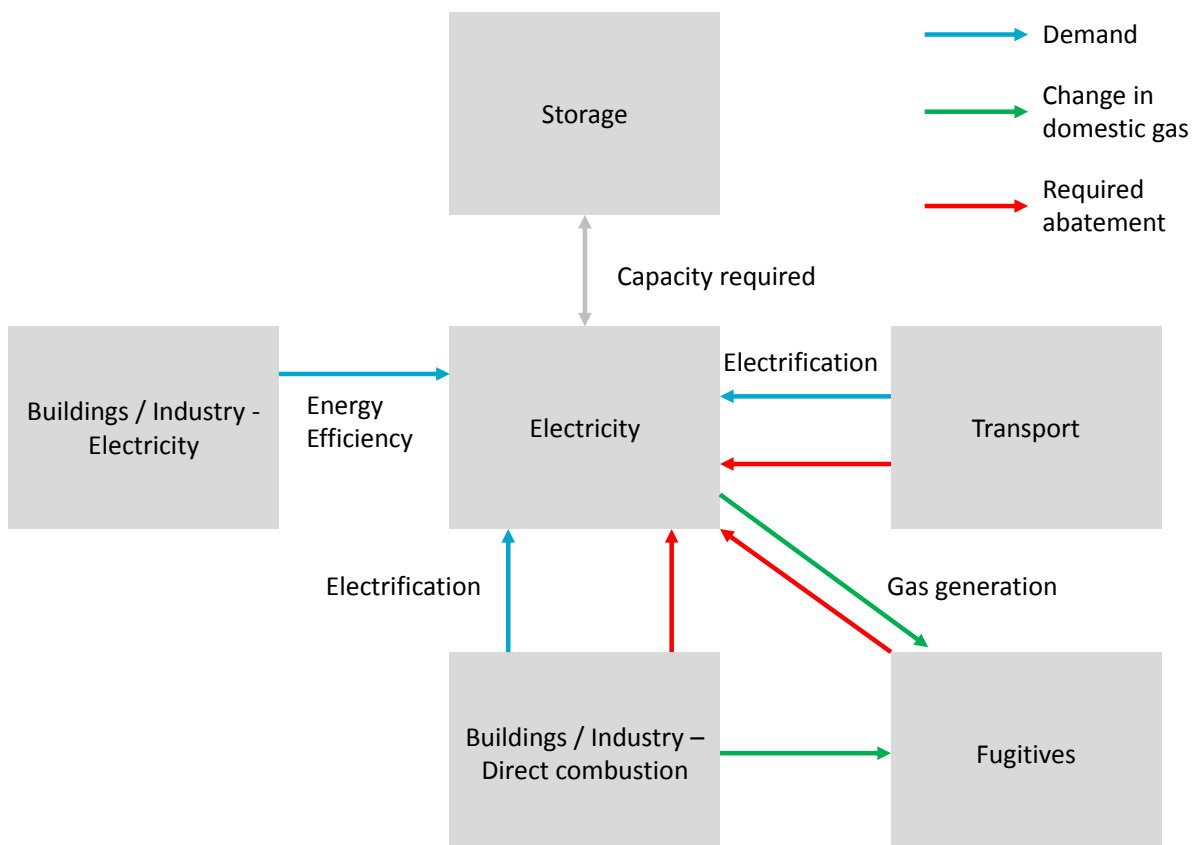 Demand
Change in
domestic gas
Required
abatement
Storage
Capacity required
Buildings / Industry -
Electricity
Energy
Efficiency
Electricity
Electrification
Transport
Electrification
Gas generation
Buildings / Industry –
Direct combustion
Fugitives